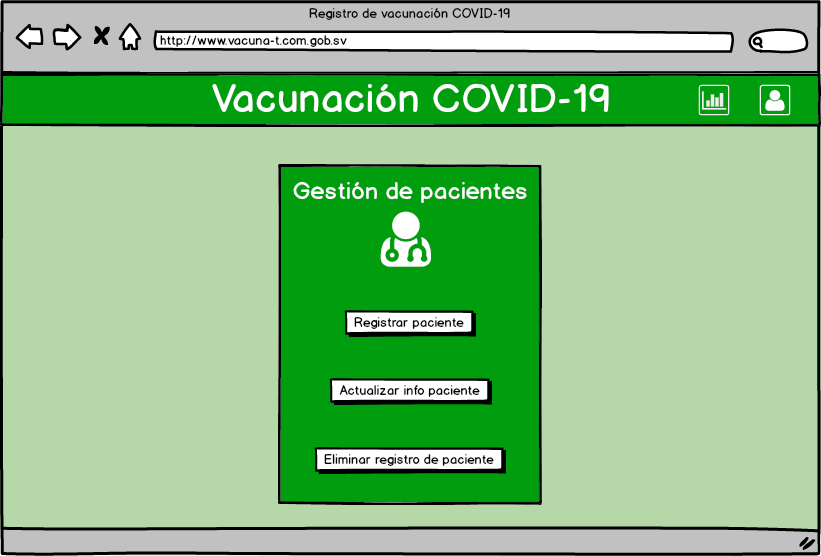 Registro de vacunación COVID-19
http://www.vacuna-t.com.gob.sv
Vacunación COVID-19
Gestión de pacientes
Registrar paciente
Actualizar info paciente
Eliminar registro de paciente